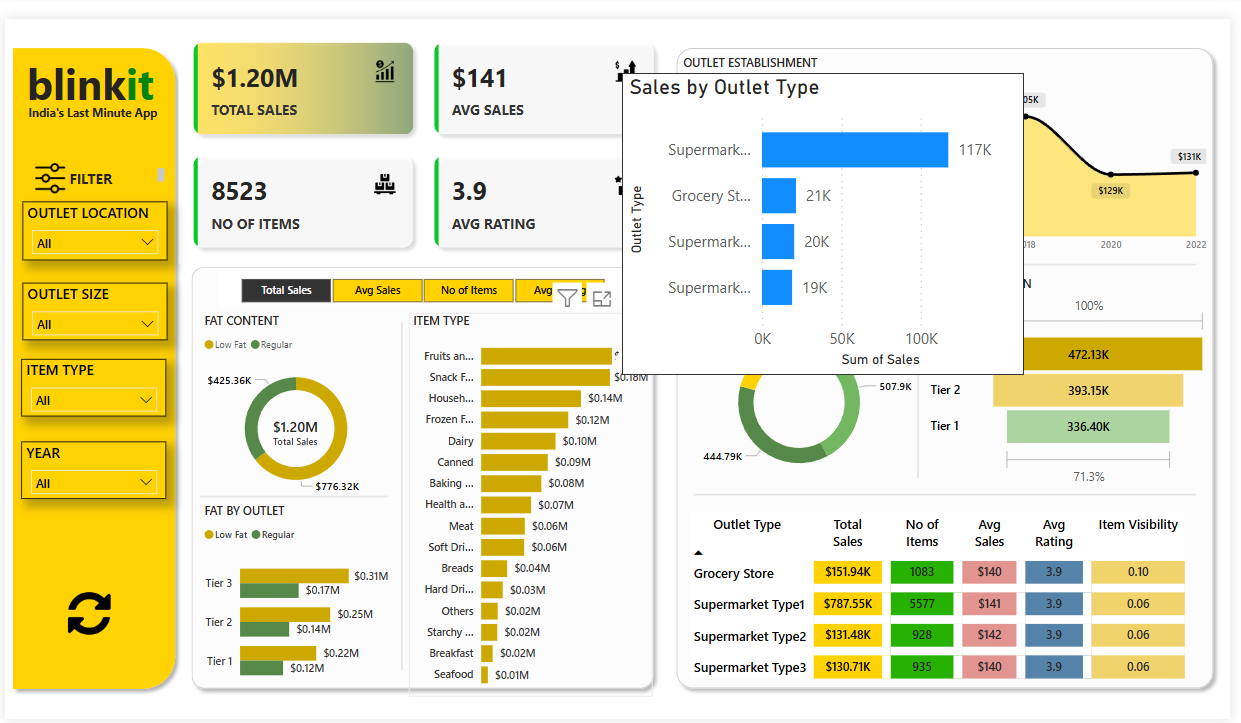 blinkit
India's Last Minute App
FILTER
OUTLET LOCATION
All
OUTLET SIZE
All
ITEM TYPE
All
YEAR
All
$1.20M
TOTAL SALES
$141
AVG SALES
8523
NO OF ITEMS
3.9
AVG RATING
Total Sales
Avg Sales
No of Items
Avg
FAT CONTENT
Low Fat
Regular
$425.36K
$1.20M
Total Sales
$776.32K
FAT BY OUTLET
Low Fat
Regular
Tier 3
$0.31M
$0.17M
Tier 2
$0.25M
$0.14M
Tier 1
$0.22M
$0.12M
ITEM TYPE
Fruits an...
Snack F...
$0.18M
Househ...
$0.14M
Frozen F...
$0.12M
Dairy
$0.10M
Canned
$0.09M
Baking ...
$0.08M
Health a...
$0.07M
Meat
$0.06M
Soft Dri...
$0.06M
Breads
$0.04M
Hard Dri...
$0.03M
Others
$0.02M
Starchy ...
$0.02M
Breakfast
$0.02M
Seafood
$0.01M
OUTLET ESTABLISHMENT
Sales by Outlet Type
Outlet Type
Supermark...
117K
Grocery St...
21K
Supermark...
20K
Supermark...
19K
0K
50K
100K
Sum of Sales
05K
$129K
$131K
018
2020
2022
N
100%
472.13K
Tier 2
393.15K
Tier 1
336.40K
71.3%
507.9K
444.79K
Outlet Type
Total Sales
No of Items
Avg Sales
Avg Rating
Item Visibility
Grocery Store
$151.94K
1083
$140
3.9
0.10
Supermarket Type1
$787.55K
5577
$141
3.9
0.06
Supermarket Type2
$131.48K
928
$142
3.9
0.06
Supermarket Type3
$130.71K
935
$140
3.9
0.06